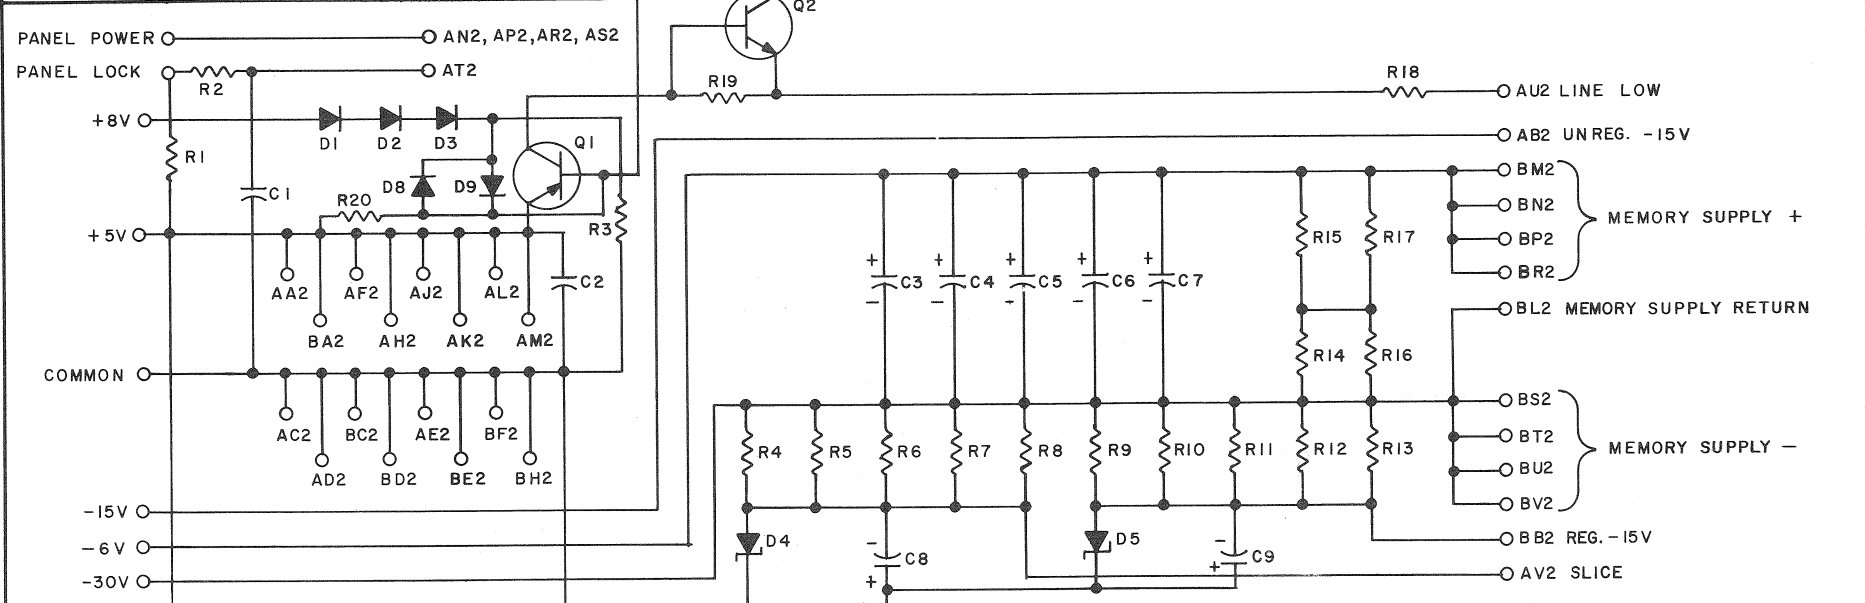 Q2
PANEL POWER AN2, AP2, AR2, AS2
PANEL LOCK R2 AT2
R19 R18 AU2 LINE LOW
+8V D1 D2 D3 Q1
AB2 UNREG. -15V
R1 C1 D8 D9 R20 R3
BM2
BN2
BP2
BR2
MEMORY SUPPLY +
+5V
AA2 AF2 AJ2 AL2 C2
BA2 AH2 AK2 AM2
+ C3 - + C4 - + C5 - + C6 - + C7 -
R15 R17
R14 R16
BL2 MEMORY SUPPLY RETURN
COMMON
AC2 BC2 AE2 BF2
AD2 BD2 BE2 BH2
R4 R5 R6 R7 R8 R9 R10 R11 R12 R13
BS2
BT2
BU2
BV2
MEMORY SUPPLY -
-15V
-6V
-30V
D4 - C8 + D5 - C9 +
BB2 REG. -15V
AV2 SLICE